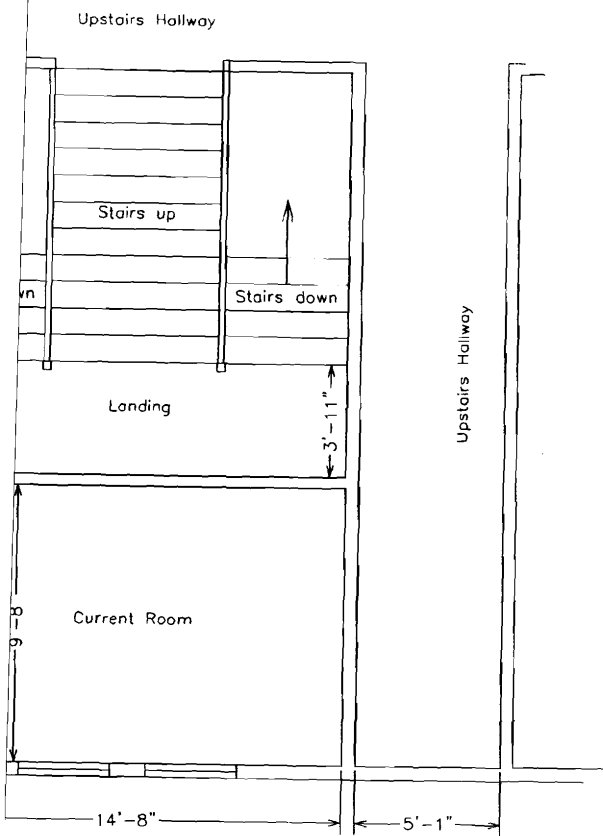 Upstairs Hallway
Stairs up
wn
Stairs down
Upstairs Hallway
Landing
3'-11"
9'-8
Current Room
14'-8"
5'-1"